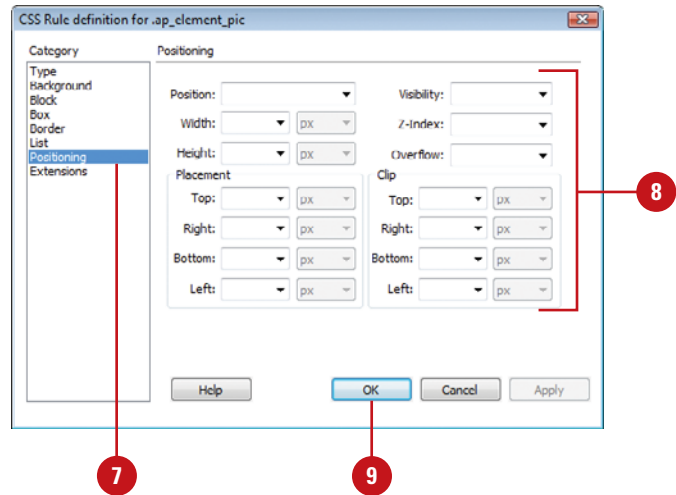 CSS Rule definition for .ap_element_pic
Category
Positioning
Type
Background
Block
Box
Border
List
Positioning
Extensions
Position:
Visibility:
Width: px
Z-Index:
Height: px
Overflow:
Placement
Clip
Top: px
Top: px
Right: px
Right: px
Bottom: px
Bottom: px
Left: px
Left: px
8
Help
OK
Cancel
Apply
7
9